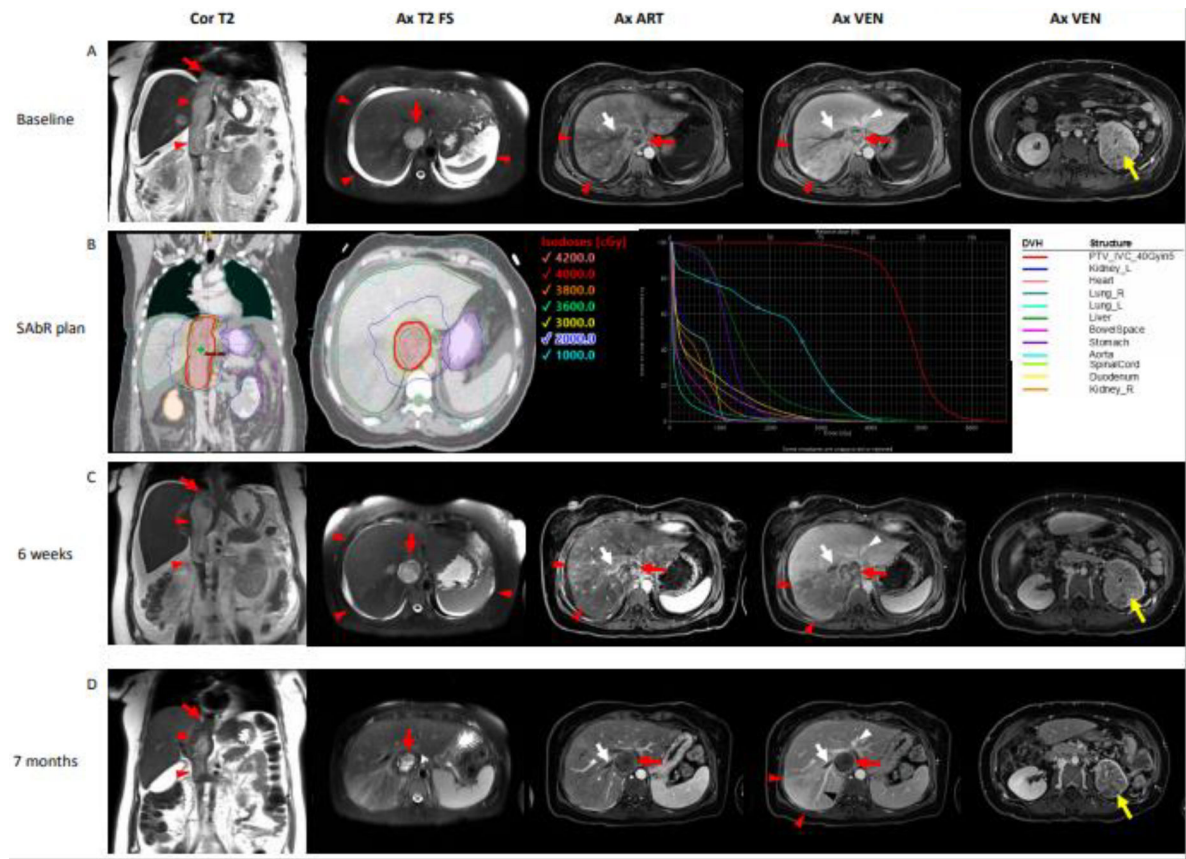 Cor T2 Ax T2 FS Ax ART Ax VEN Ax VEN
A
Baseline
B
SAbR plan
Isodoses [cGy]
✓ 4200.0
✓ 4000.0
✓ 3800.0
✓ 3600.0
✓ 3000.0
✓ 2000.0
✓ 1000.0
DVH Structure
PTV_IVC_40Gyin5
Kidney_L
Heart
Lung_R
Lung_L
Liver
BowelSpace
Stomach
Aorta
SpinalCord
Duodenum
Kidney_R
C
6 weeks
D
7 months